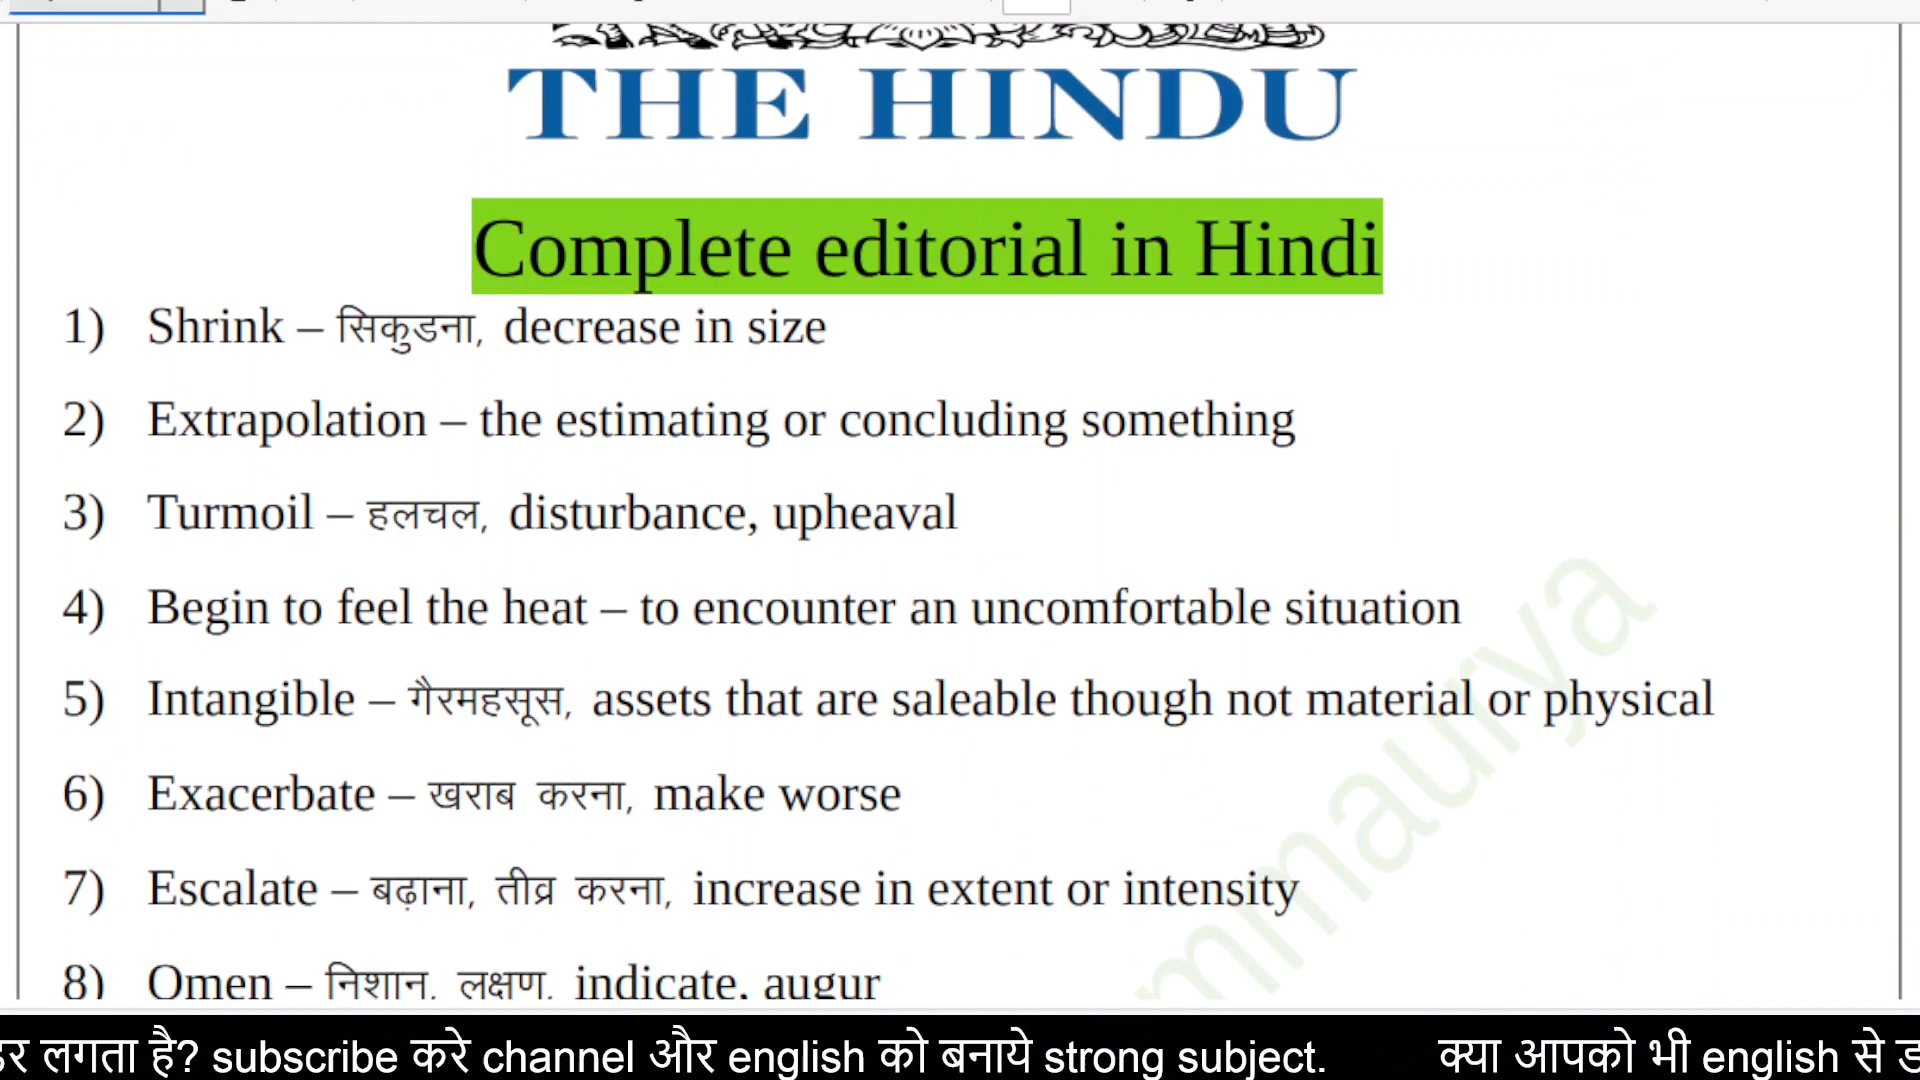 THE HINDU
Complete editorial in Hindi
1) Shrink – सिकुडना, decrease in size
2) Extrapolation – the estimating or concluding something
3) Turmoil – हलचल, disturbance, upheaval
4) Begin to feel the heat – to encounter an uncomfortable situation
5) Intangible – गैरमहसूस, assets that are saleable though not material or physical
6) Exacerbate – खराब करना, make worse
7) Escalate – बढ़ाना, तीव्र करना, increase in extent or intensity
8) Omen – निशान, लक्षण, indicate, augur
mmaurya
लगता है? subscribe करे channel और english को बनाये strong subject. क्या आपको भी english से